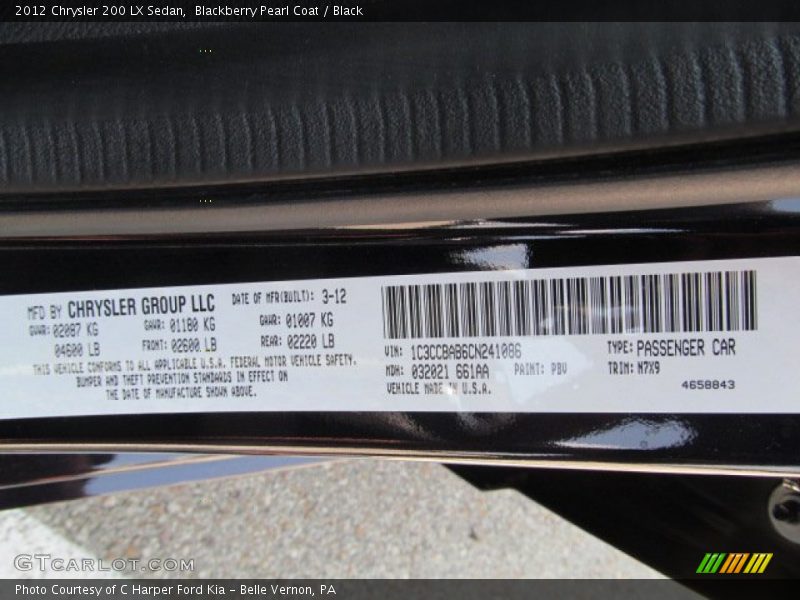 2012 Chrysler 200 LX Sedan,  Blackberry Pearl Coat / Black
MFD BY CHRYSLER GROUP LLC DATE OF MFR(BUILT): 3-12
GVWR: 02087 KG GAWR: 01180 KG GAWR: 01007 KG
04600 LB FRONT: 02600 LB REAR: 02220 LB
THIS VEHICLE CONFORMS TO ALL APPLICABLE U.S.A. FEDERAL MOTOR VEHICLE SAFETY,
BUMPER AND THEFT PREVENTION STANDARDS IN EFFECT ON
THE DATE OF MANUFACTURE SHOWN ABOVE.
VIN: 1C3CCBAB6CN241086 TYPE: PASSENGER CAR
MDH: 032021 661AA PAINT: PBV TRIM: N7X9
VEHICLE MADE IN U.S.A. 4658843
GTCarLot.com
Photo Courtesy of C Harper Ford Kia – Belle Vernon, PA